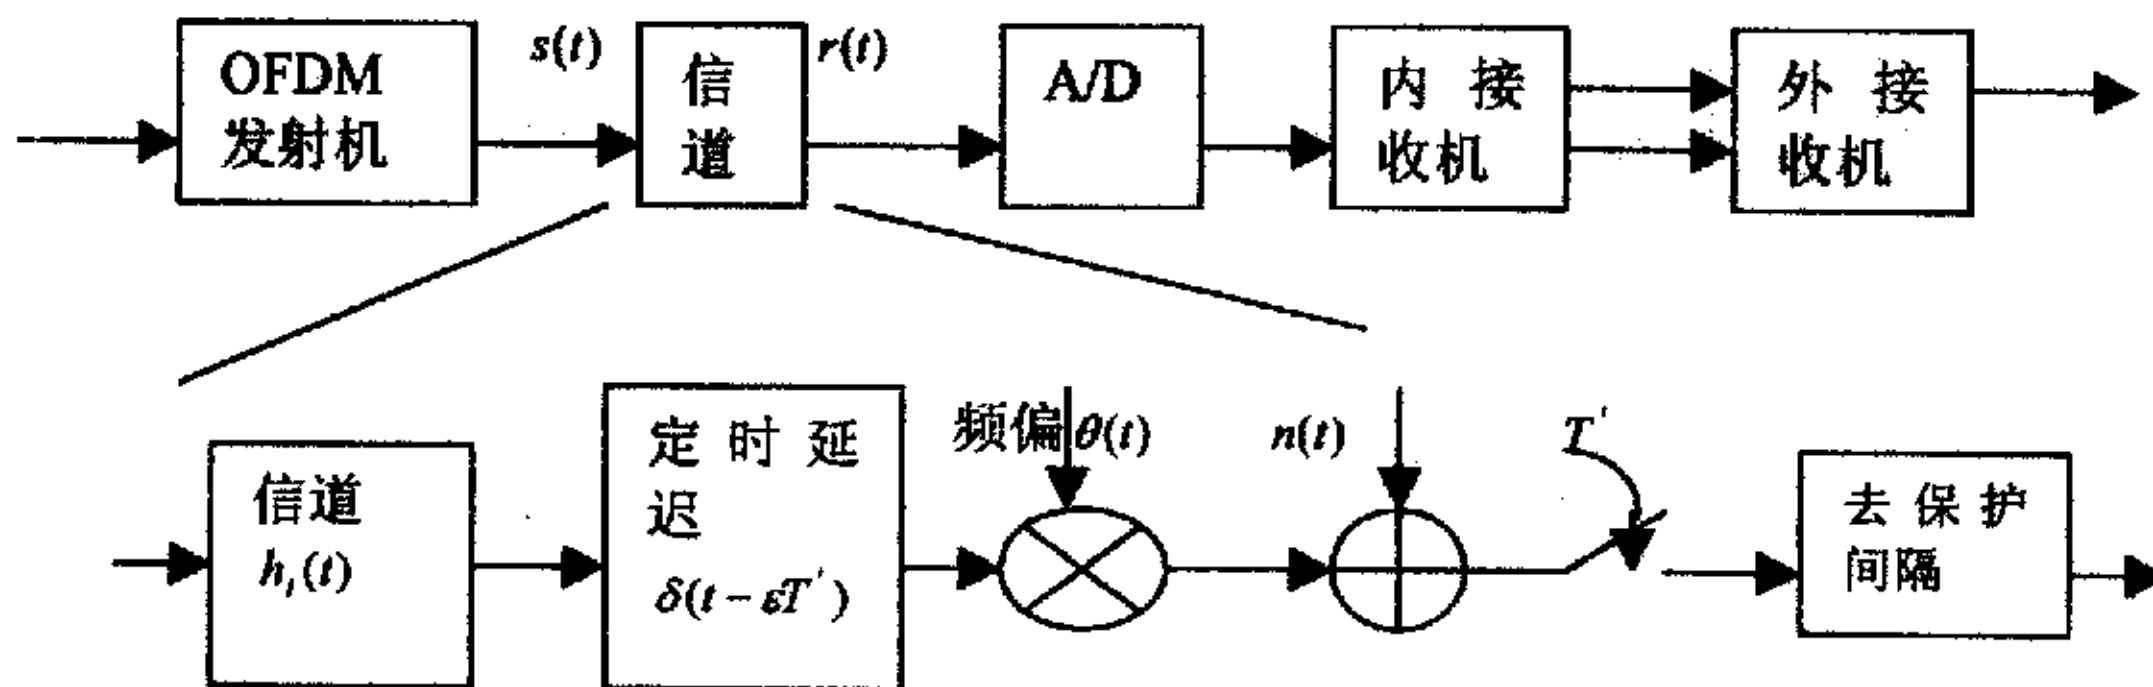 OFDM
发射机
s(t)
信
道
r(t)
A/D
内 接
收机
外 接
收机
信道
h_i(t)
定 时 延
迟
δ(t-εT')
频偏
θ(t)
n(t)
T'
去 保 护
间隔